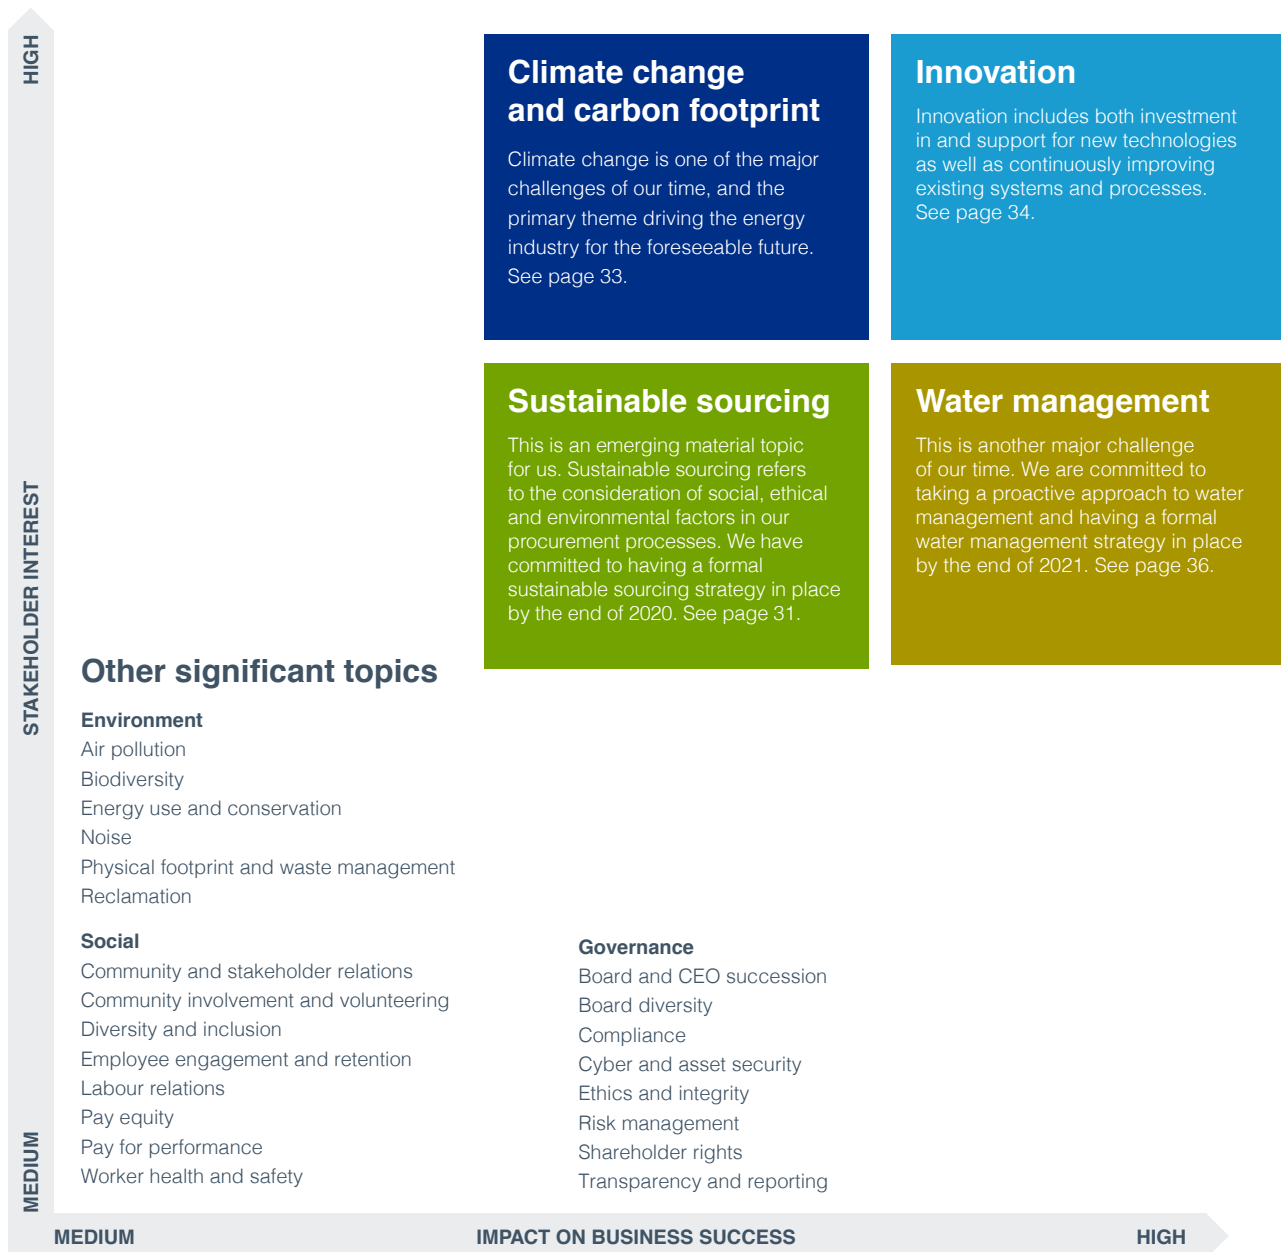 HIGH
STAKEHOLDER INTEREST
MEDIUM
Climate change
and carbon footprint
Climate change is one of the major
challenges of our time, and the
primary theme driving the energy
industry for the foreseeable future.
See page 33.
Innovation
Innovation includes both investment
in and support for new technologies
as well as continuously improving
existing systems and processes.
See page 34.
Sustainable sourcing
This is an emerging material topic
for us. Sustainable sourcing refers
to the consideration of social, ethical
and environmental factors in our
procurement processes. We have
committed to having a formal
sustainable sourcing strategy in place
by the end of 2020. See page 31.
Water management
This is another major challenge
of our time. We are committed to
taking a proactive approach to water
management and having a formal
water management strategy in place
by the end of 2021. See page 36.
Other significant topics
Environment
Air pollution
Biodiversity
Energy use and conservation
Noise
Physical footprint and waste management
Reclamation
Social
Community and stakeholder relations
Community involvement and volunteering
Diversity and inclusion
Employee engagement and retention
Labour relations
Pay equity
Pay for performance
Worker health and safety
Governance
Board and CEO succession
Board diversity
Compliance
Cyber and asset security
Ethics and integrity
Risk management
Shareholder rights
Transparency and reporting
MEDIUM
IMPACT ON BUSINESS SUCCESS
HIGH